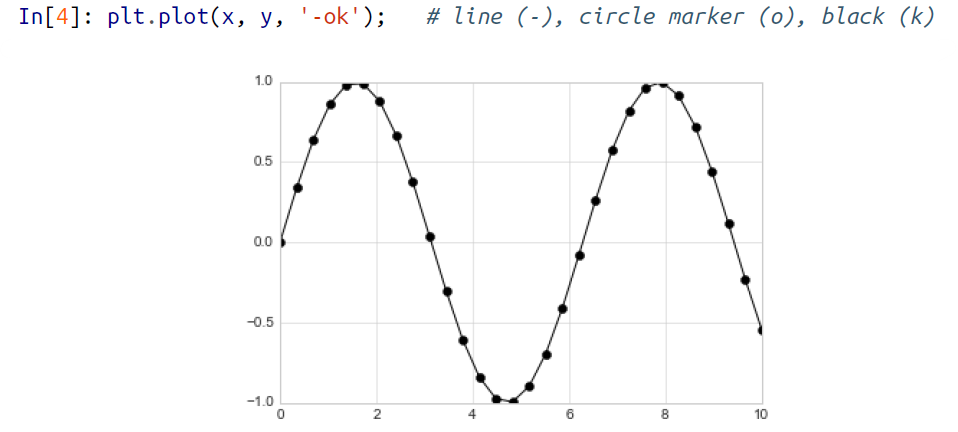 In[4]: plt.plot(x, y, '-ok');   # line (-), circle marker (o), black (k)
1.0
0.5
0.0
−0.5
−1.0
0 2 4 6 8 10